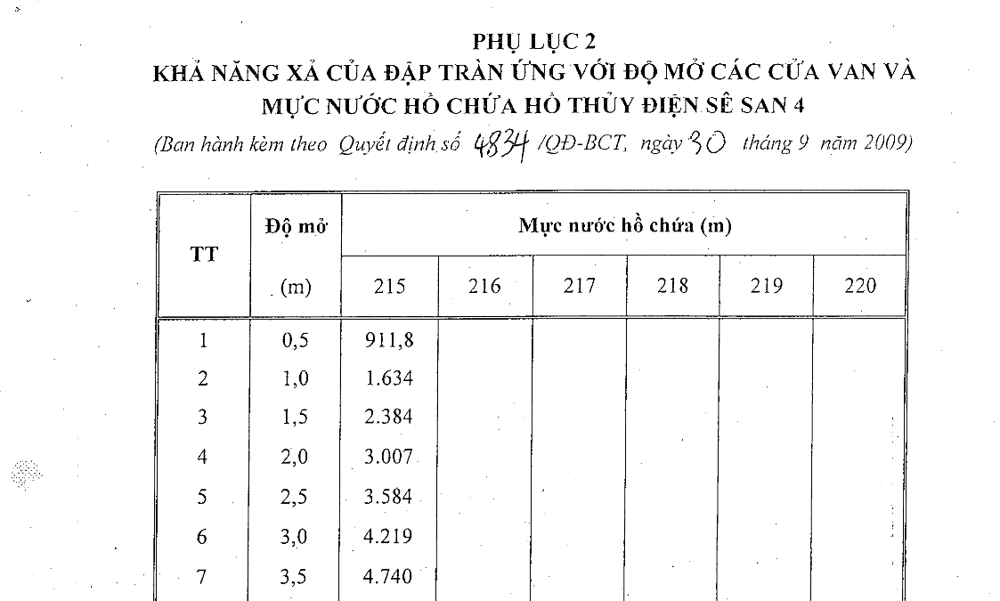 PHỤ LỤC 2
KHẢ NĂNG XẢ CỦA ĐẬP TRÀN ỨNG VỚI ĐỘ MỞ CÁC CỬA VAN VÀ
MỰC NƯỚC HỒ CHỨA HỒ THỦY ĐIỆN SÊ SAN 4
(Ban hành kèm theo Quyết định số 4834 /QĐ-BCT, ngày 30 tháng 9 năm 2009)
TT Độ mở (m) Mực nước hồ chứa (m)
215 216 217 218 219 220
1 0,5 911,8
2 1,0 1.634
3 1,5 2.384
4 2,0 3.007
5 2,5 3.584
6 3,0 4.219
7 3,5 4.740